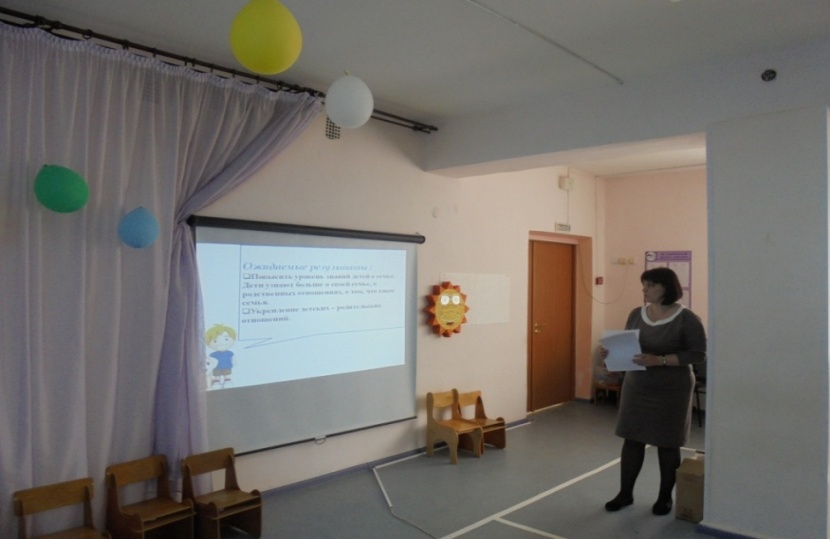 Ожидаемые результаты :
❑Повысить уровень знаний детей о семье.
Дети узнают больше о своей семье, о
родственных отношениях, о том, что такое
семья.
❑Укрепление детских – родительских
отношений.